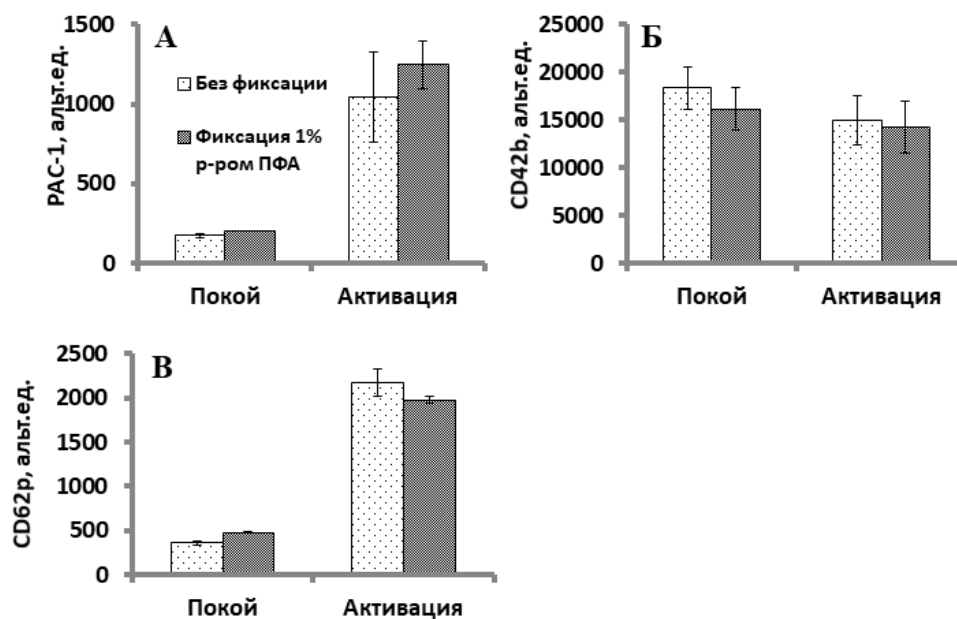 А
PAC-1, альт.ед.
1500
1000
500
0
Без фиксации
Фиксация 1%
р-ром ПФА
Покой
Активация
Б
CD42b, альт.ед.
25000
20000
15000
10000
5000
0
Покой
Активация
В
CD62p, альт.ед.
2500
2000
1500
1000
500
0
Покой
Активация